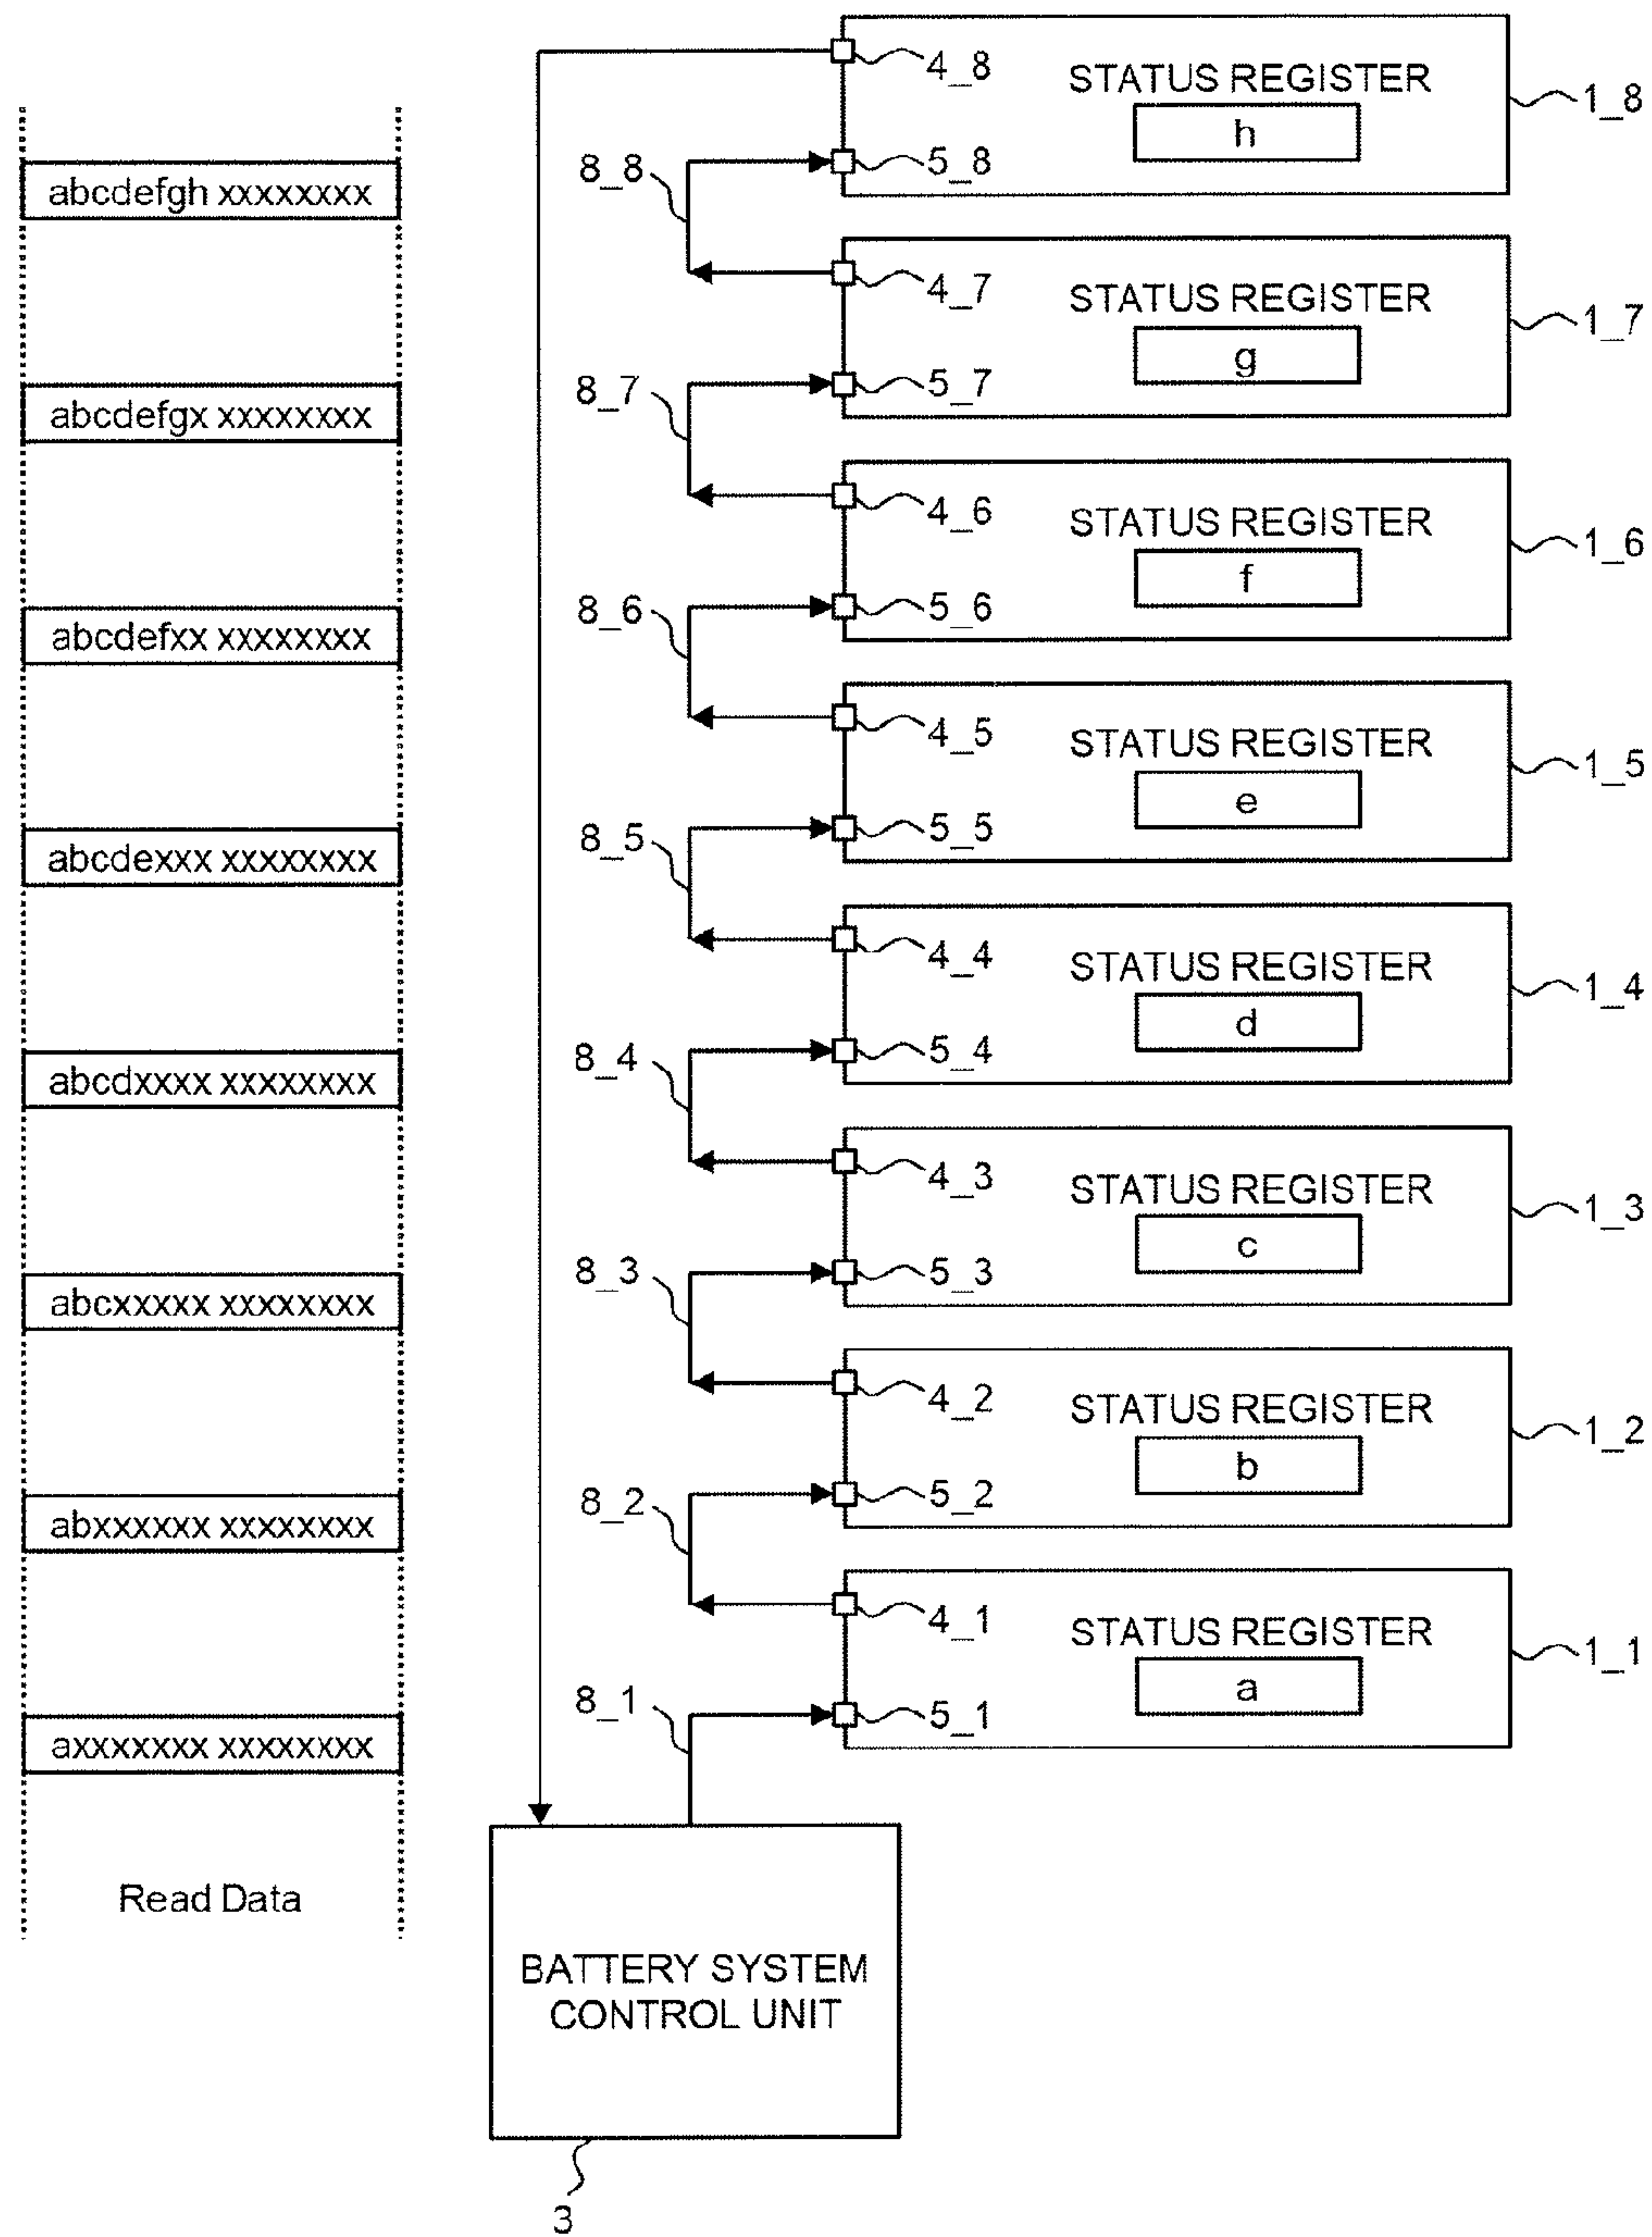 4_8
STATUS REGISTER
1_8
h
8_8
5_8
abcdefgh xxxxxxxx
4_7
STATUS REGISTER
1_7
g
8_7
5_7
abcdefgx xxxxxxxx
4_6
STATUS REGISTER
1_6
f
8_6
5_6
abcdefxx xxxxxxxx
4_5
STATUS REGISTER
1_5
e
8_5
5_5
abcdexxx xxxxxxxx
4_4
STATUS REGISTER
1_4
d
8_4
5_4
abcdxxxx xxxxxxxx
4_3
STATUS REGISTER
1_3
c
8_3
5_3
abcxxxxx xxxxxxxx
4_2
STATUS REGISTER
1_2
b
8_2
5_2
abxxxxxx xxxxxxxx
4_1
STATUS REGISTER
1_1
a
8_1
5_1
axxxxxxx xxxxxxxx
Read Data
BATTERY SYSTEM
CONTROL UNIT
3